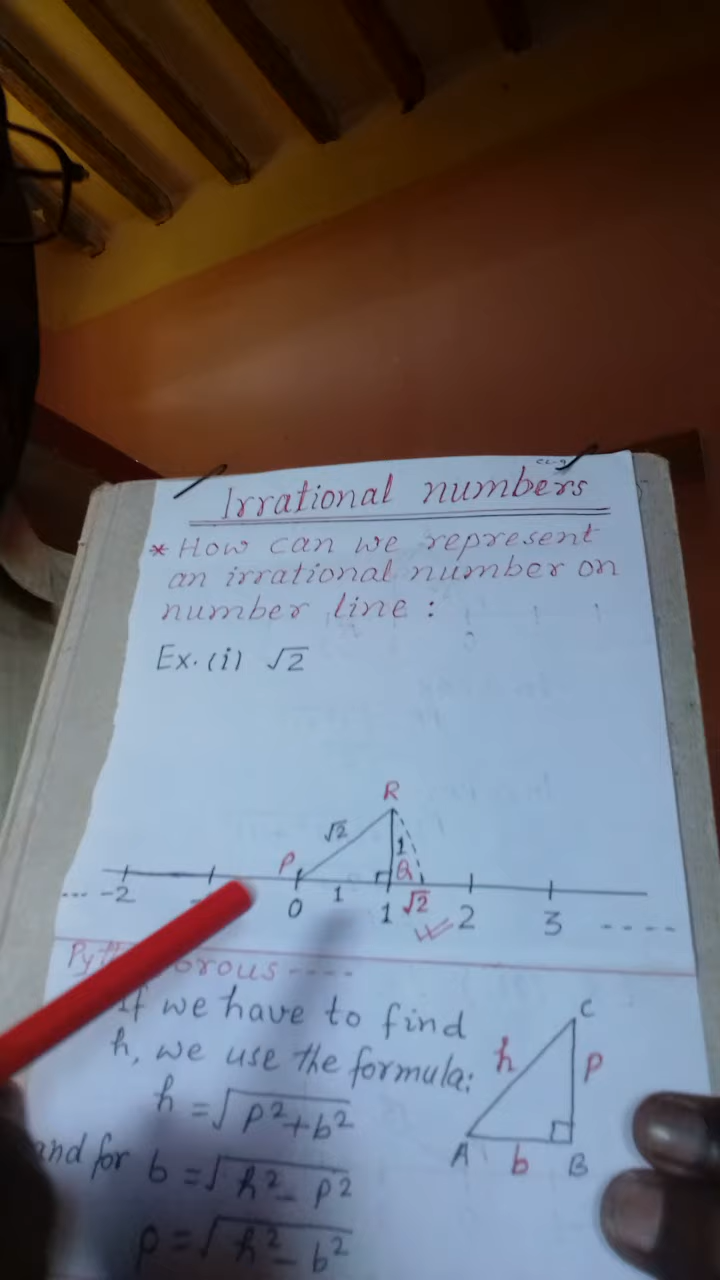 CL-9
Irrational numbers
* How can we represent
an irrational number on
number line :
Ex. (i) √2
R
√2
1
P
Q
... -2
0
1
1
√2
2
3
----
If we have to find
h, we use the formula:
h = √p²+b²
and for b = √h² - p²
p = √h² - b²
C
h
p
A
b
B